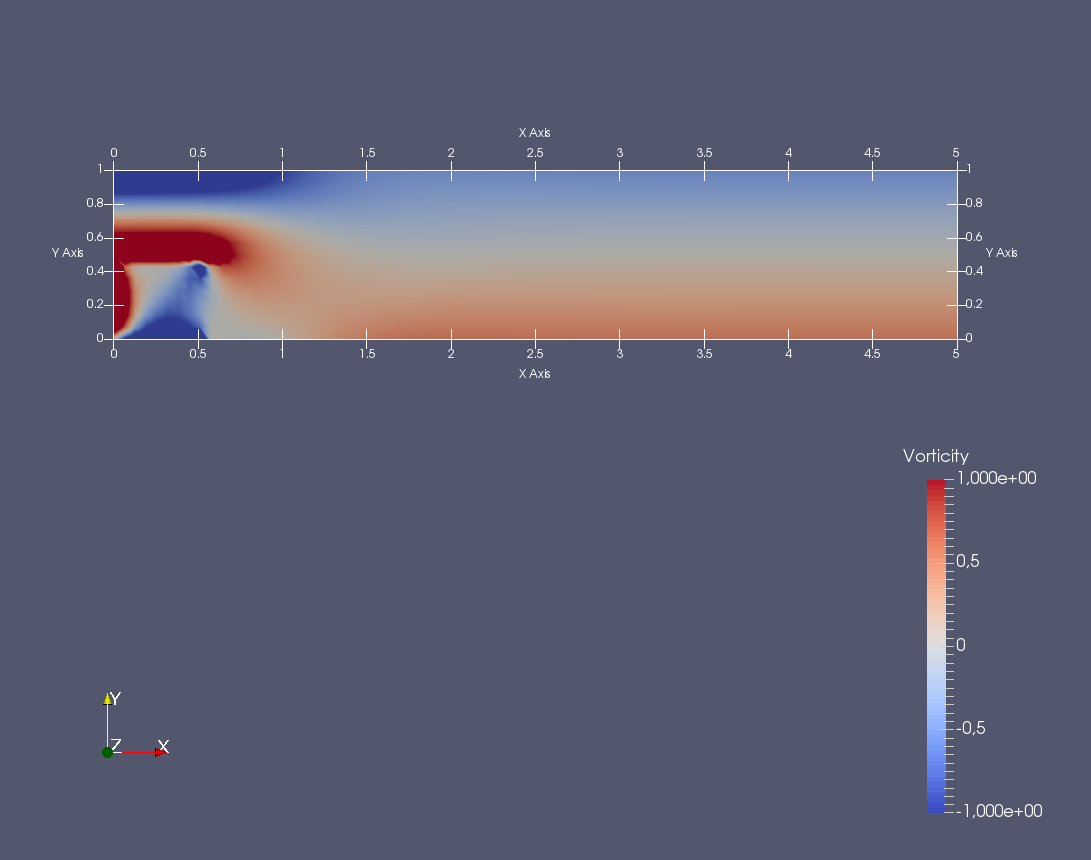 X Axis
0 0.5 1 1.5 2 2.5 3 3.5 4 4.5 5
1 1
0.8 0.8
0.6 0.6
Y Axis Y Axis
0.4 0.4
0.2 0.2
0 0
0 0.5 1 1.5 2 2.5 3 3.5 4 4.5 5
X Axis
Vorticity
1,000e+00
0,5
0
-0,5
-1,000e+00
Y
Z X